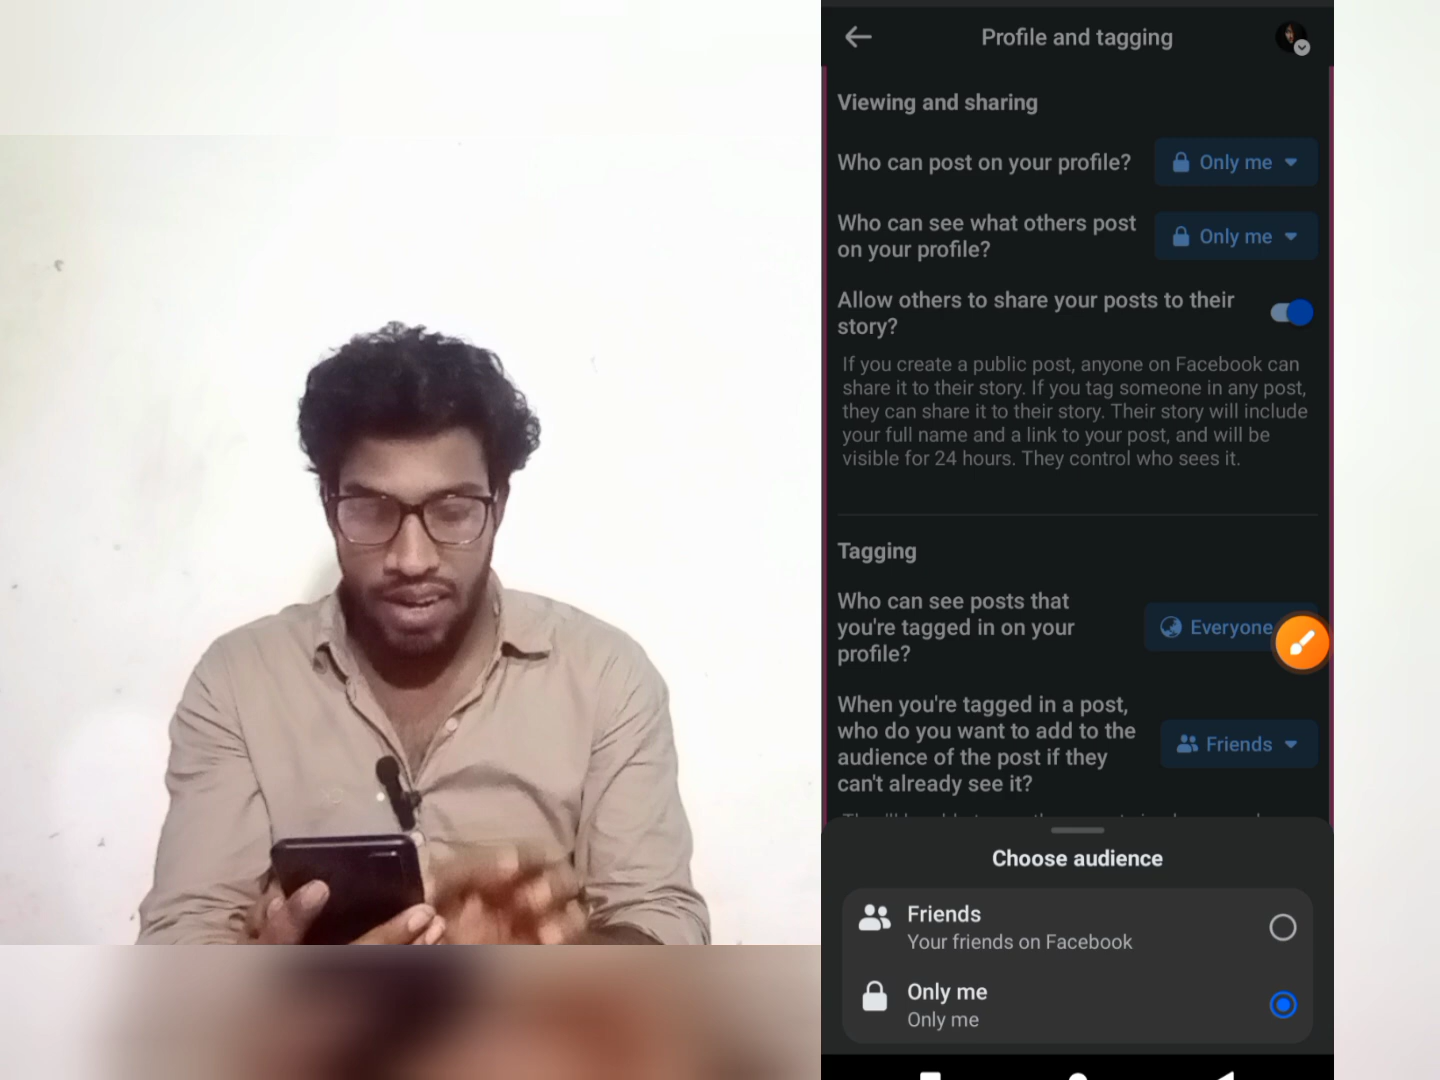 Profile and tagging
Viewing and sharing
Who can post on your profile?
Only me
Who can see what others post
on your profile?
Only me
Allow others to share your posts to their
story?
If you create a public post, anyone on Facebook can
share it to their story. If you tag someone in any post,
they can share it to their story. Their story will include
your full name and a link to your post, and will be
visible for 24 hours. They control who sees it.
Tagging
Who can see posts that
you're tagged in on your
profile?
Everyone
When you're tagged in a post,
who do you want to add to the
audience of the post if they
can't already see it?
Friends
Choose audience
Friends
Your friends on Facebook
Only me
Only me